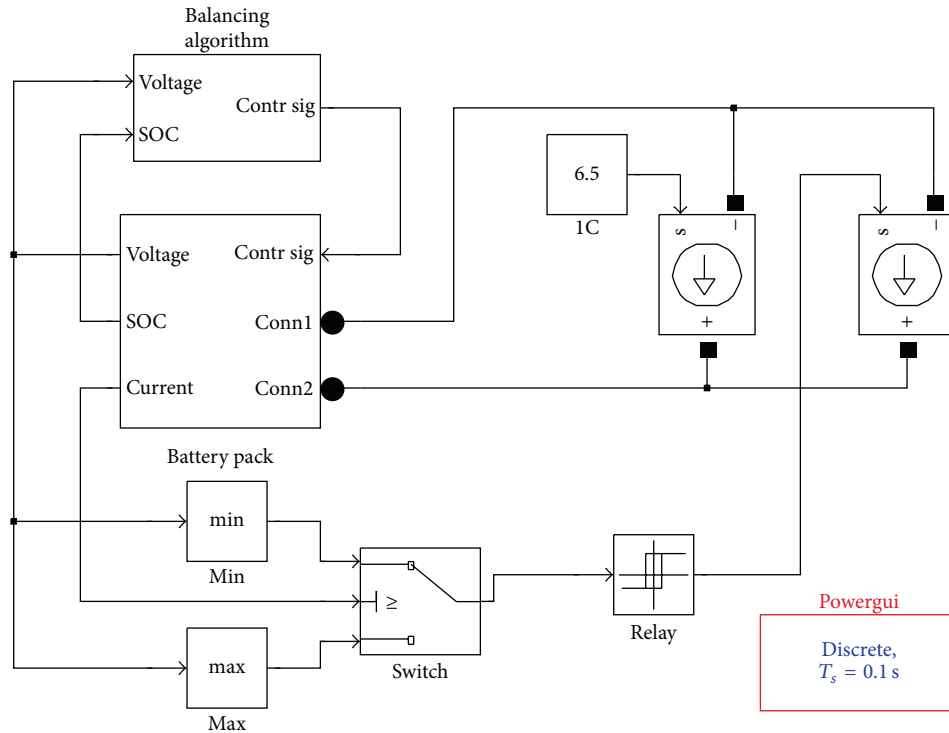 Balancing
algorithm
Voltage
Contr sig
SOC
6.5
1C
s
−
+
s
−
+
Voltage
Contr sig
SOC
Conn1
Current
Conn2
Battery pack
min
Min
≥
Switch
max
Max
Relay
Powergui
Discrete,
T_s = 0.1 s